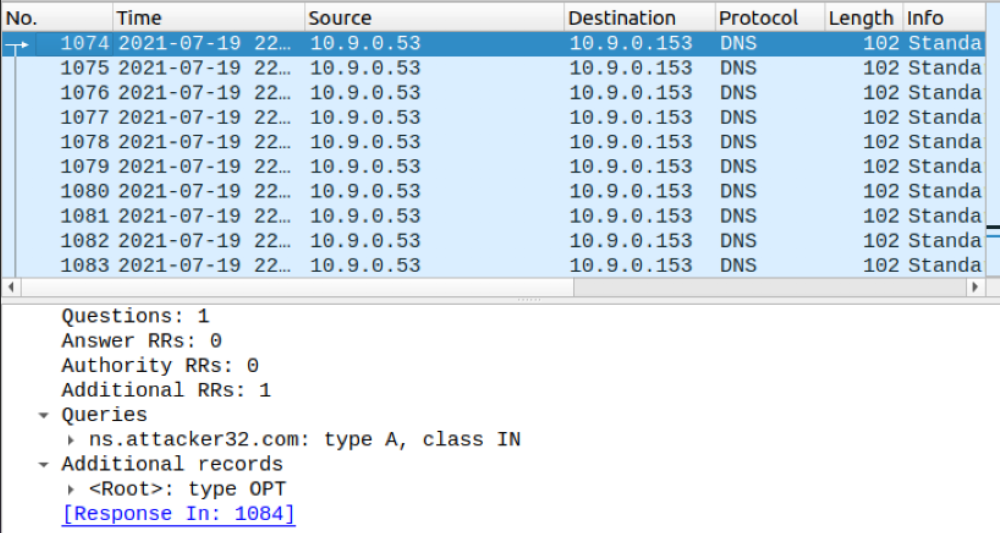 No. Time Source Destination Protocol Length Info
1074 2021-07-19 22… 10.9.0.53 10.9.0.153 DNS 102 Standa
1075 2021-07-19 22… 10.9.0.53 10.9.0.153 DNS 102 Standa
1076 2021-07-19 22… 10.9.0.53 10.9.0.153 DNS 102 Standa
1077 2021-07-19 22… 10.9.0.53 10.9.0.153 DNS 102 Standa
1078 2021-07-19 22… 10.9.0.53 10.9.0.153 DNS 102 Standa
1079 2021-07-19 22… 10.9.0.53 10.9.0.153 DNS 102 Standa
1080 2021-07-19 22… 10.9.0.53 10.9.0.153 DNS 102 Standa
1081 2021-07-19 22… 10.9.0.53 10.9.0.153 DNS 102 Standa
1082 2021-07-19 22… 10.9.0.53 10.9.0.153 DNS 102 Standa
1083 2021-07-19 22… 10.9.0.53 10.9.0.153 DNS 102 Standa
Questions: 1
Answer RRs: 0
Authority RRs: 0
Additional RRs: 1
Queries
ns.attacker32.com: type A, class IN
Additional records
<Root>: type OPT
[Response In: 1084]